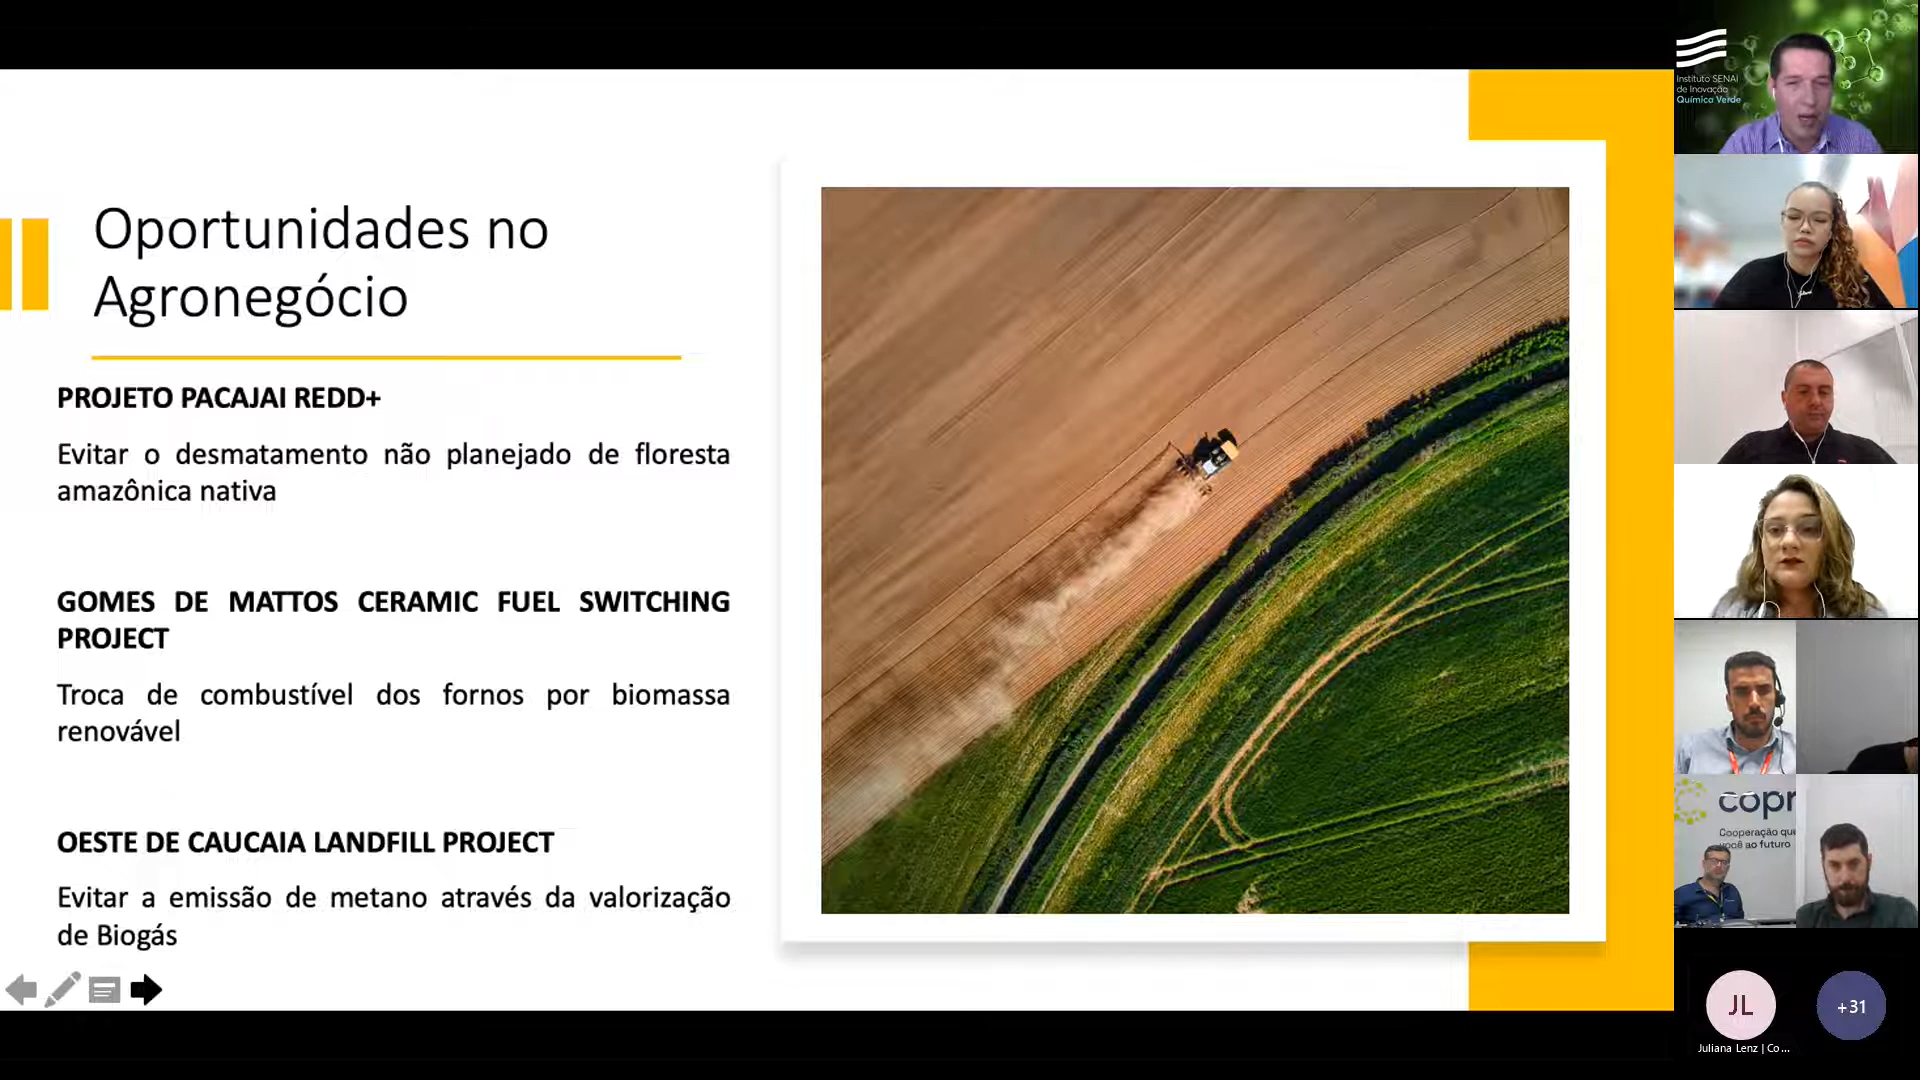 Oportunidades no
Agronegócio
PROJETO PACAJAI REDD+
Evitar o desmatamento não planejado de floresta
amazônica nativa
GOMES DE MATTOS CERAMIC FUEL SWITCHING
PROJECT
Troca de combustível dos fornos por biomassa
renovável
OESTE DE CAUCAIA LANDFILL PROJECT
Evitar a emissão de metano através da valorização
de Biogás
Instituto SENAI
de Inovação
Química Verde
copr
Cooperação que
você ao futuro
JL
+31
Juliana Lenz | Co...